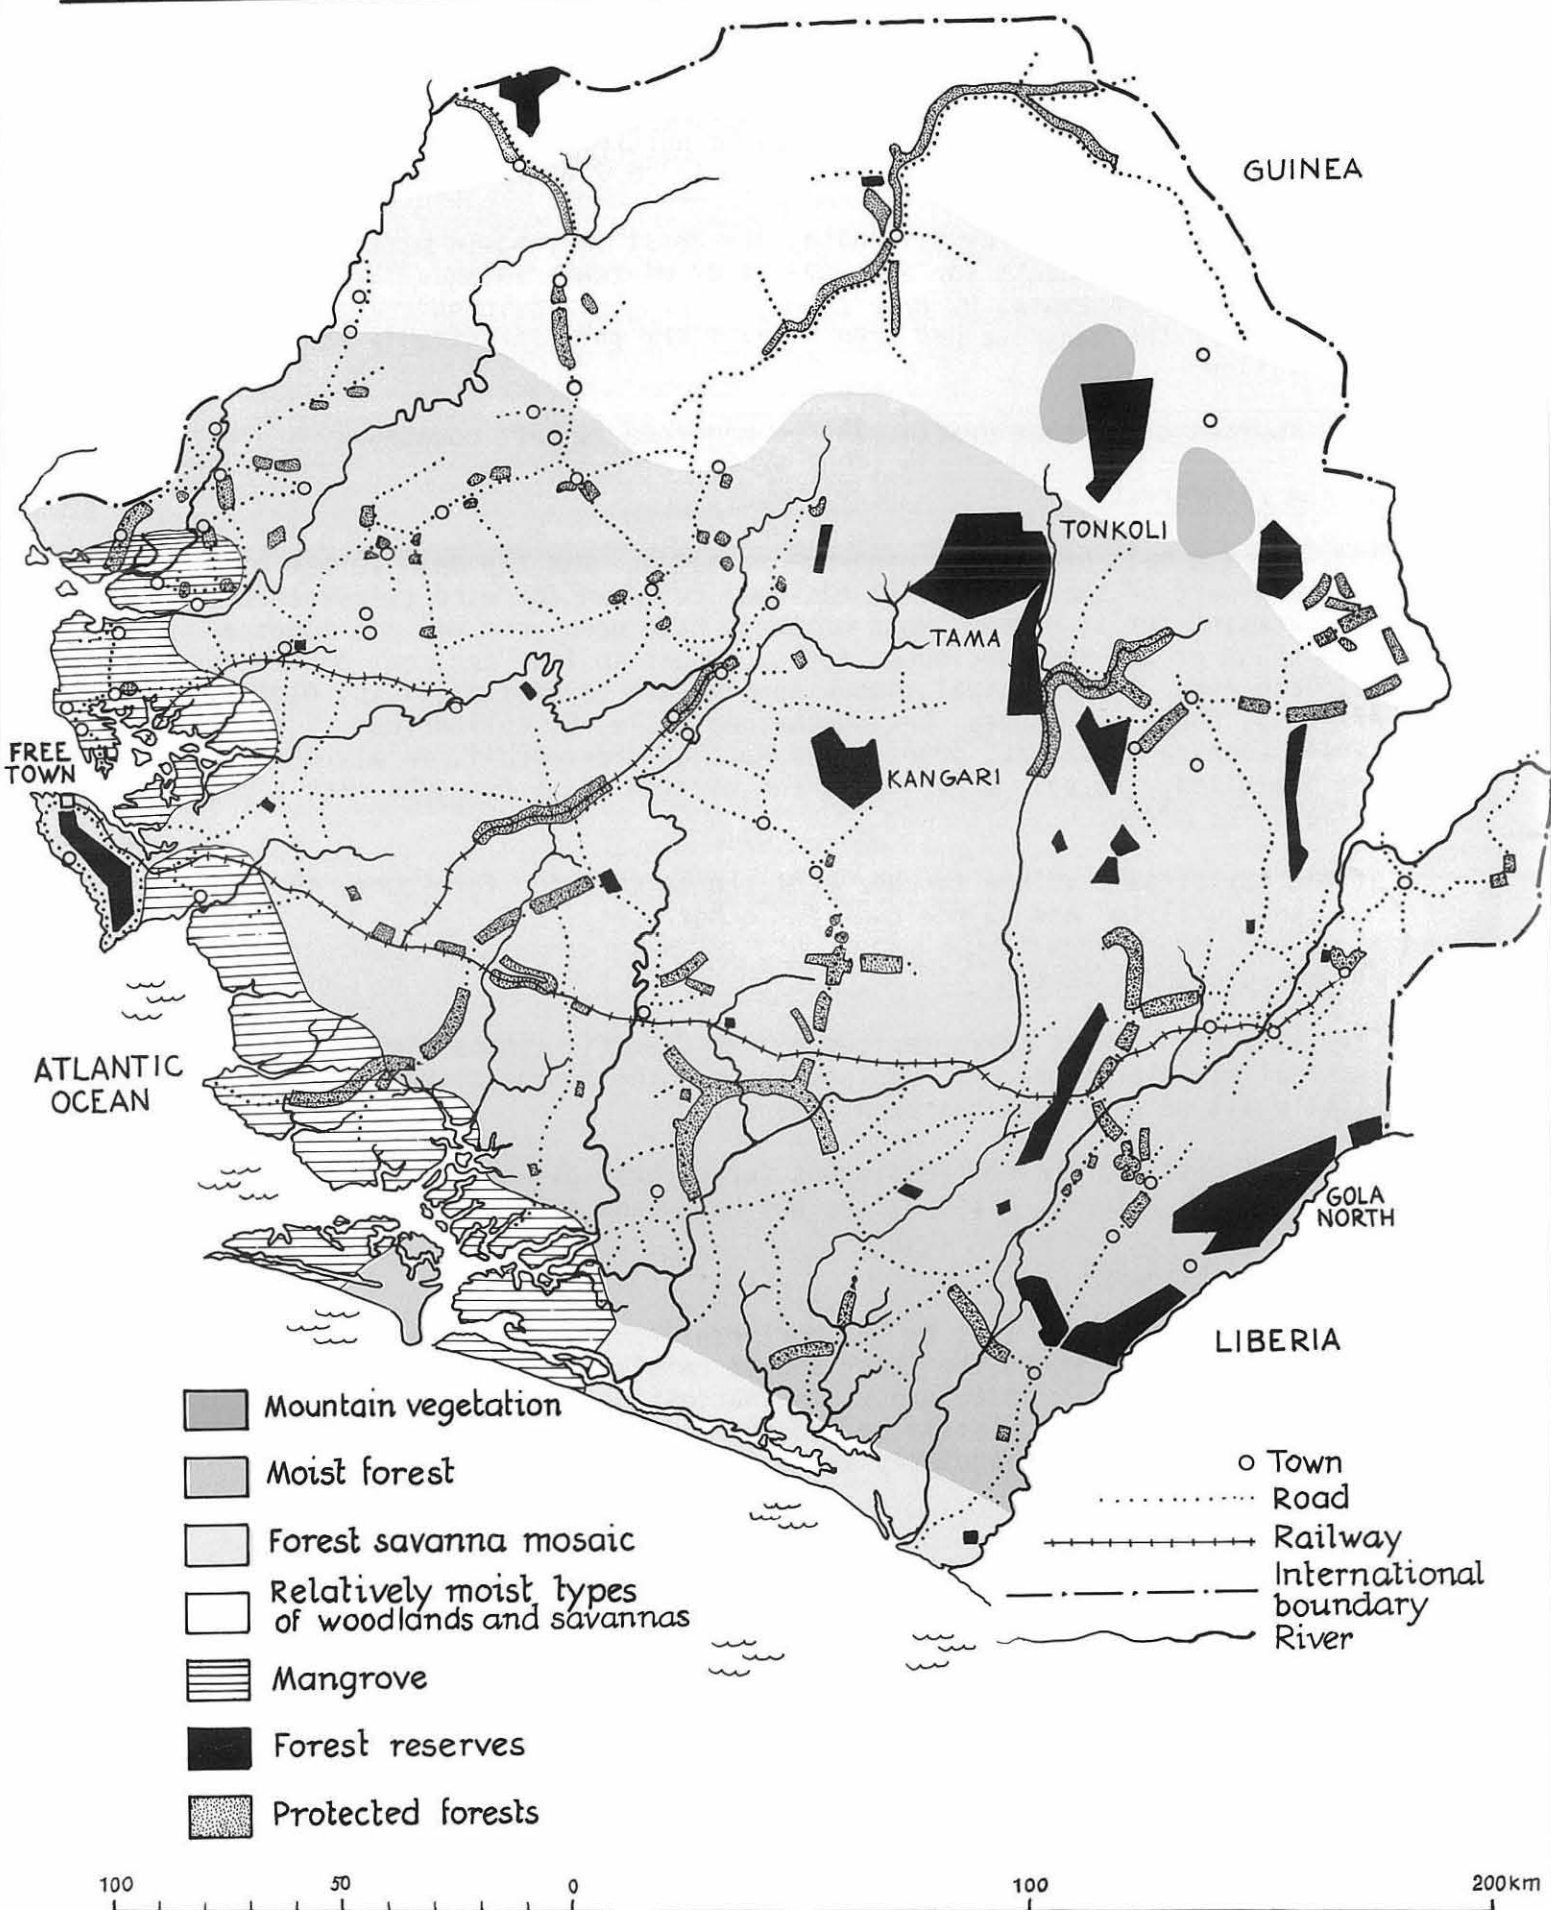 GUINEA
TONKOLI
TAMA
KANGARI
FREE
TOWN
ATLANTIC
OCEAN
GOLA
NORTH
LIBERIA
Mountain vegetation
Moist forest
Forest savanna mosaic
Relatively moist types
of woodlands and savannas
Mangrove
Forest reserves
Protected forests
Town
Road
Railway
International
boundary
River
100 50 0 100 200km